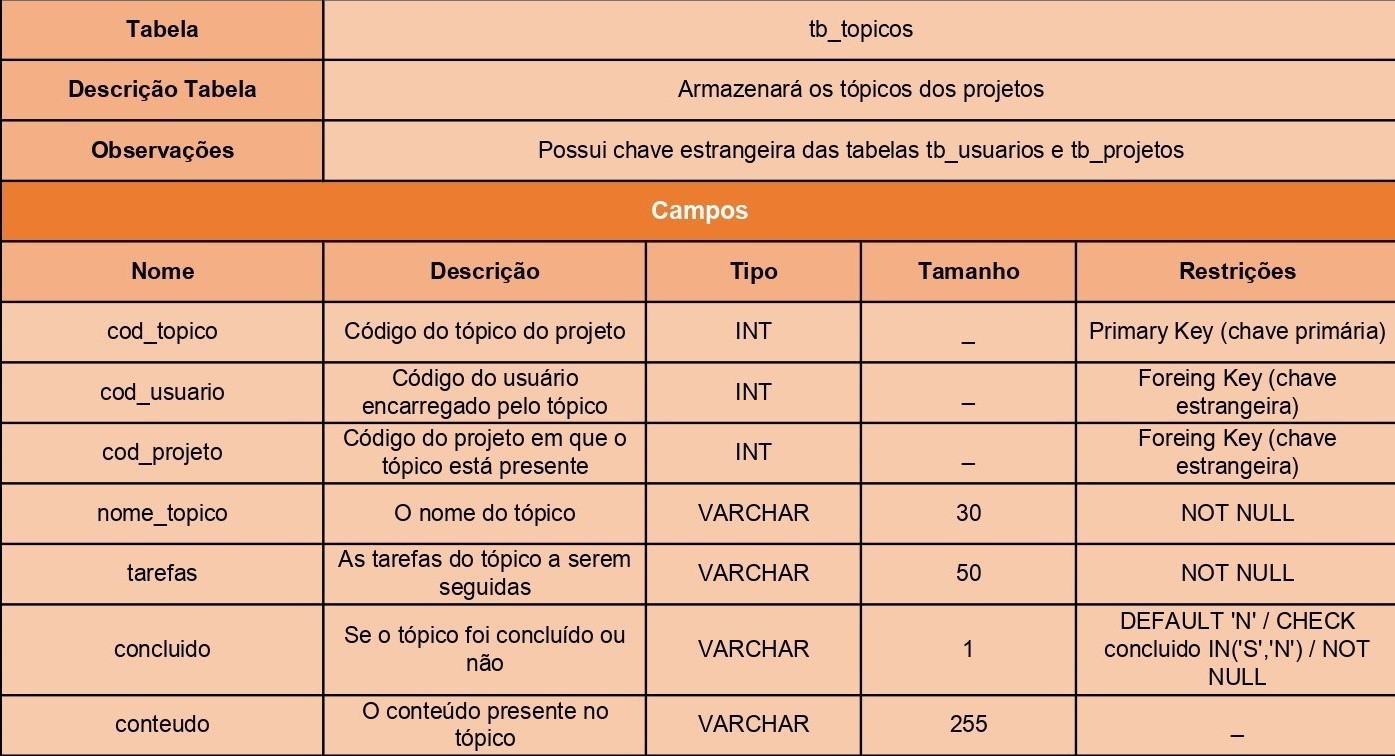 Tabela tb_topicos
Descrição Tabela Armazenará os tópicos dos projetos
Observações Possui chave estrangeira das tabelas tb_usuarios e tb_projetos
Campos
Nome Descrição Tipo Tamanho Restrições
cod_topico Código do tópico do projeto INT _ Primary Key (chave primária)
cod_usuario Código do usuário
encarregado pelo tópico INT _ Foreing Key (chave
estrangeira)
cod_projeto Código do projeto em que o
tópico está presente INT _ Foreing Key (chave
estrangeira)
nome_topico O nome do tópico VARCHAR 30 NOT NULL
tarefas As tarefas do tópico a serem
seguidas VARCHAR 50 NOT NULL
concluido Se o tópico foi concluído ou
não VARCHAR 1 DEFAULT 'N' / CHECK
concluido IN('S','N') / NOT
NULL
conteudo O conteúdo presente no
tópico VARCHAR 255 _